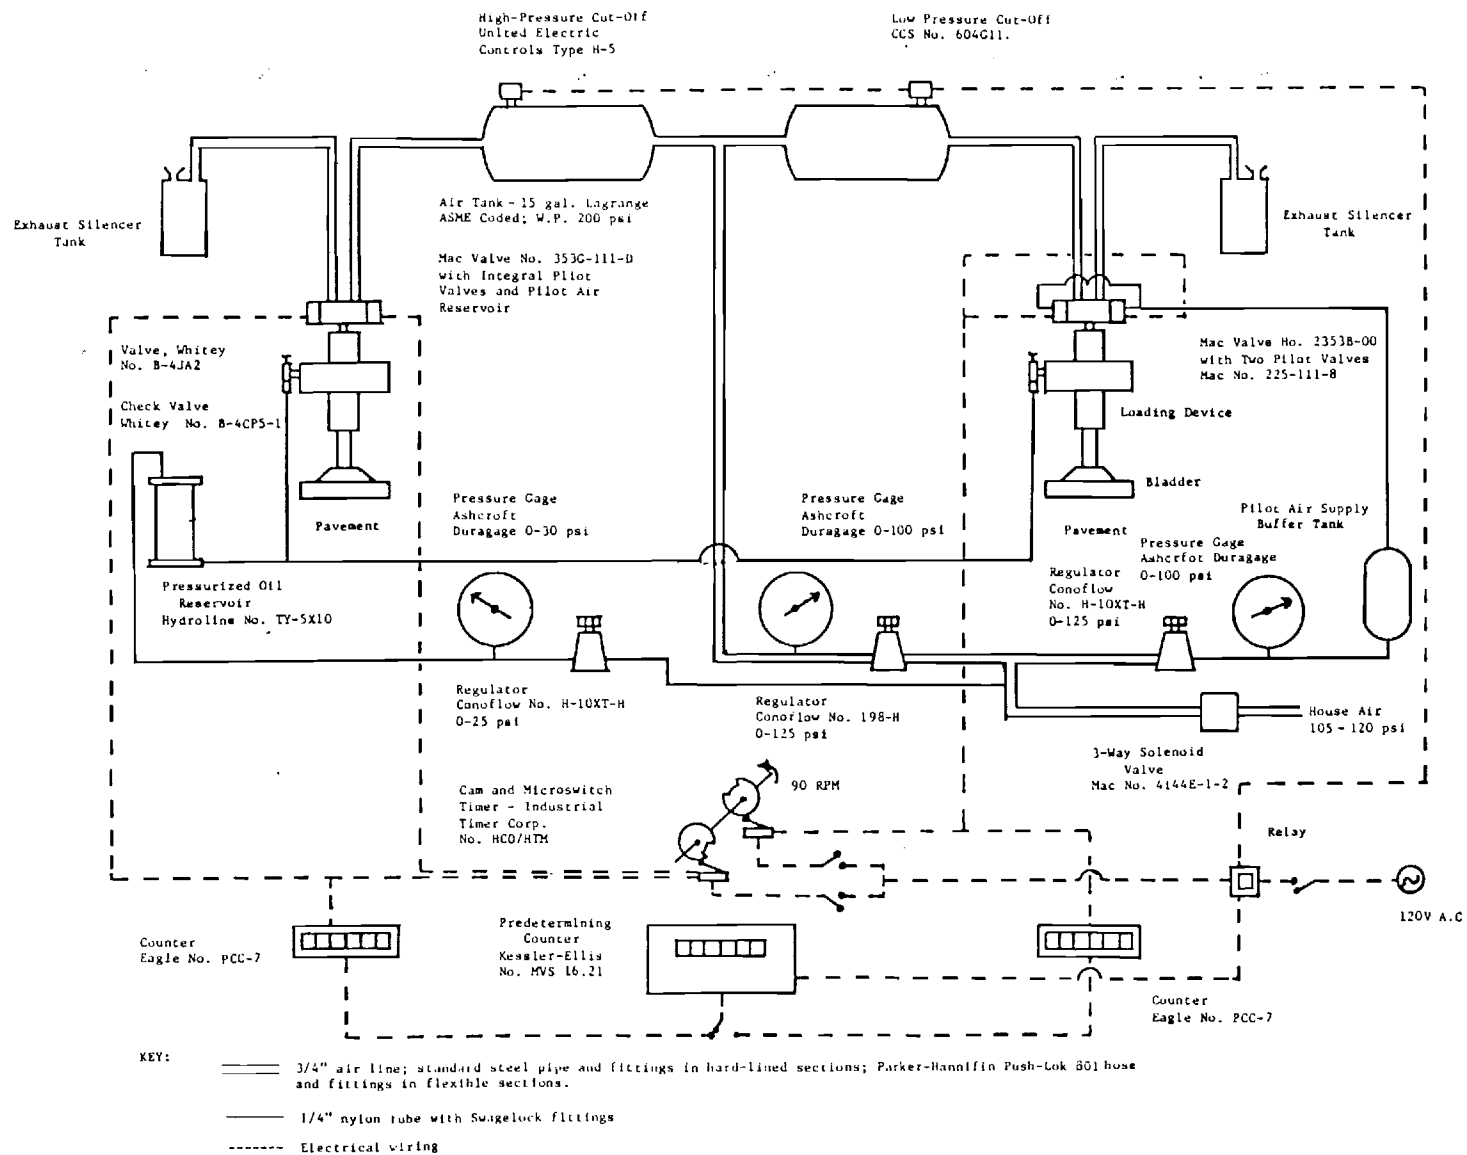 High-Pressure Cut-Off
United Electric
Controls Type H-5
Low Pressure Cut-Off
CCS No. 604G11.
Exhaust Silencer
Tank
Air Tank - 15 gal. Lagrange
ASME Coded; W.P. 200 psi
Mac Valve No. 353G-111-D
with Integral Pilot
Valves and Pilot Air
Reservoir
Exhaust Silencer
Tank
Valve, Whitey
No. B-4JA2
Check Valve
Whitey No. B-4CP5-1
Mac Valve No. 2353B-00
with Two Pilot Valves
Mac No. 225-111-8
Loading Device
Bladder
Pavement
Pressure Gage
Ashcroft
Duragage 0-30 psi
Pressure Gage
Ashcroft
Duragage 0-100 psi
Pavement
Pilot Air Supply
Buffer Tank
Pressure Gage
Ashcrfot Duragage
0-100 psi
Regulator
Conoflow
No. H-10XT-H
0-125 psi
Pressurized Oil
Reservoir
Hydroline No. TY-5X10
Regulator
Conoflow No. H-10XT-H
0-25 psi
Regulator
Conoflow No. 198-H
0-125 psi
House Air
105 - 120 psi
3-Way Solenoid
Valve
Mac No. 4144E-1-2
Cam and Microswitch
Timer - Industrial
Timer Corp.
No. HCO/HTM
90 RPM
Relay
120V A.C
Counter
Eagle No. PCC-7
Predetermining
Counter
Kessler-Ellis
No. MVS 16.21
Counter
Eagle No. PCC-7
KEY:
3/4" air line; standard steel pipe and fittings in hard-lined sections; Parker-Hannifin Push-Lok 801 hose
and fittings in flexible sections.
1/4" nylon tube with Swagelock fittings
Electrical wiring